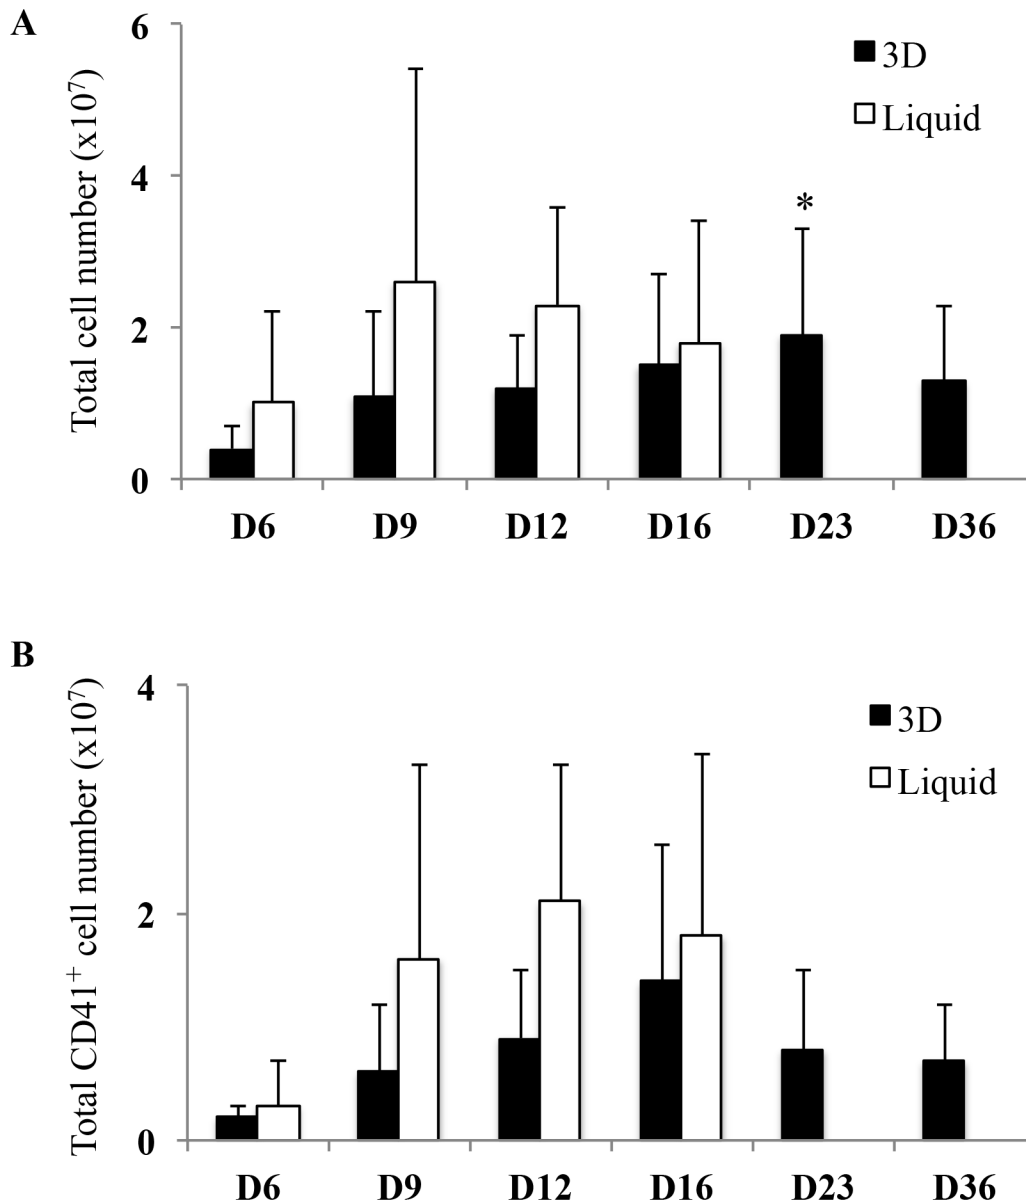 A
6
4
2
0
Total cell number (x10⁷)
3D
Liquid
*
D6 D9 D12 D16 D23 D36
B
4
2
0
Total CD41⁺ cell number (x10⁷)
3D
Liquid
D6 D9 D12 D16 D23 D36